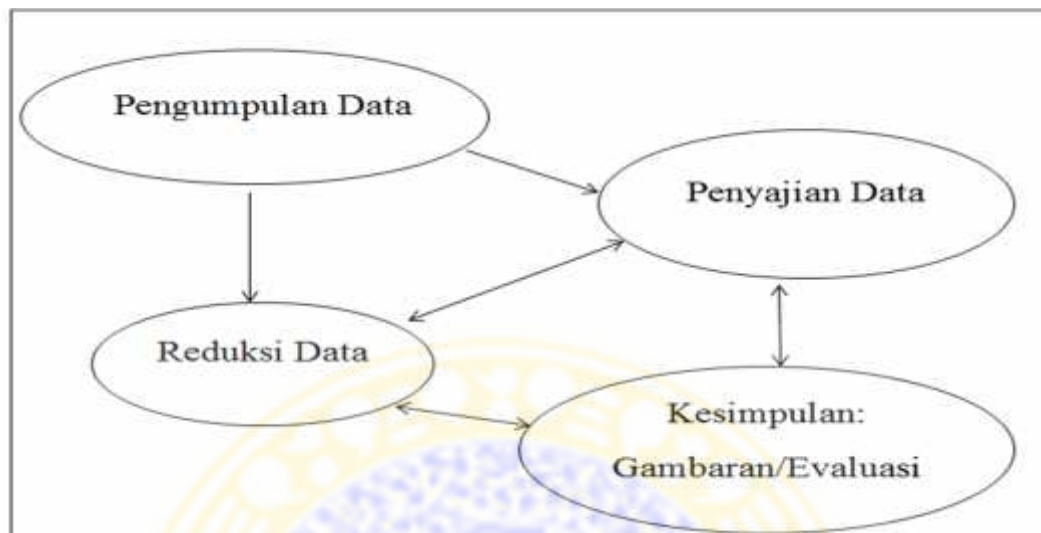 Pengumpulan Data
Penyajian Data
Reduksi Data
Kesimpulan:
Gambaran/Evaluasi